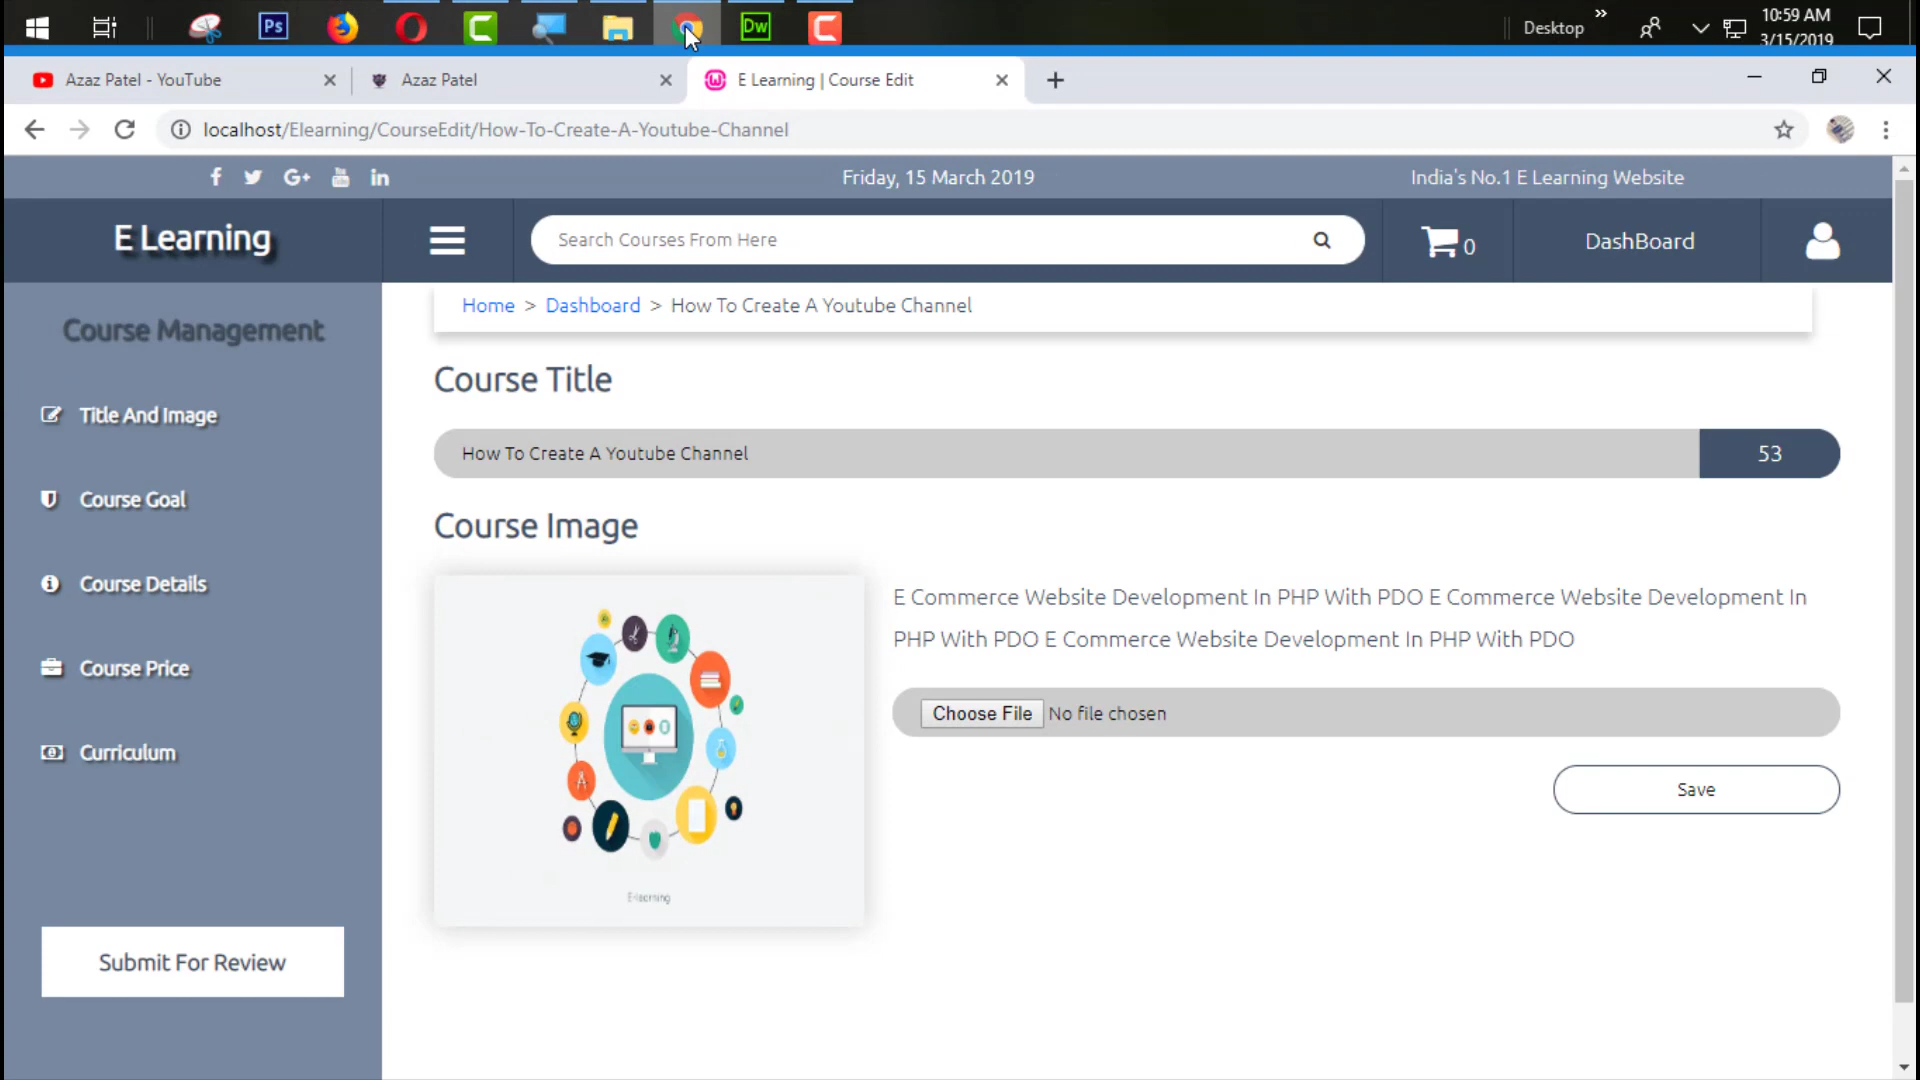 Ps
Dw
Desktop
»
10:59 AM
3/15/2019
Azaz Patel - YouTube
Azaz Patel
E Learning | Course Edit
localhost/Elearning/CourseEdit/How-To-Create-A-Youtube-Channel
Friday, 15 March 2019
India's No.1 E Learning Website
E Learning
Search Courses From Here
0
DashBoard
Course Management
Home > Dashboard > How To Create A Youtube Channel
Course Title
Title And Image
How To Create A Youtube Channel
53
Course Goal
Course Image
Course Details
E Commerce Website Development In PHP With PDO E Commerce Website Development In
PHP With PDO E Commerce Website Development In PHP With PDO
Course Price
Choose File No file chosen
Curriculum
Save
E-learning
Submit For Review